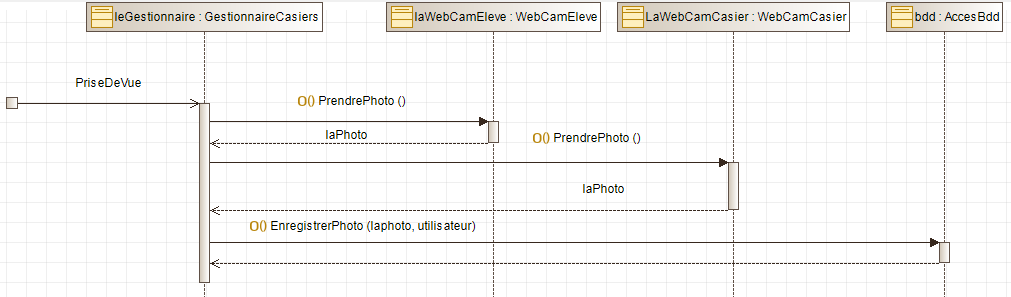 leGestionnaire : GestionnaireCasiers
laWebCamEleve : WebCamEleve
LaWebCamCasier : WebCamCasier
bdd : AccesBdd
PriseDeVue
O() PrendrePhoto ()
laPhoto
O() PrendrePhoto ()
laPhoto
O() EnregistrerPhoto (laphoto, utilisateur)